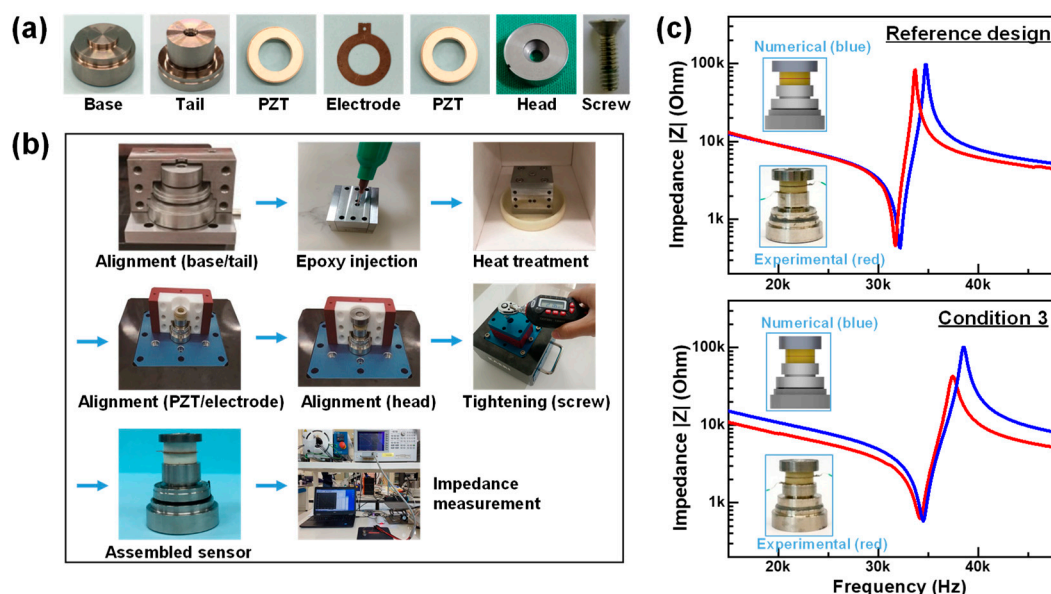 (a)
Base
Tail
PZT
Electrode
PZT
Head
Screw
(b)
Alignment (base/tail)
Epoxy injection
Heat treatment
Alignment (PZT/electrode)
Alignment (head)
Tightening (screw)
Assembled sensor
Impedance
measurement
(c)
Reference design
Numerical (blue)
Experimental (red)
Impedance |Z| (Ohm)
100k
10k
1k
20k
30k
40k
Condition 3
Numerical (blue)
Experimental (red)
Impedance |Z| (Ohm)
100k
10k
1k
20k
30k
40k
Frequency (Hz)